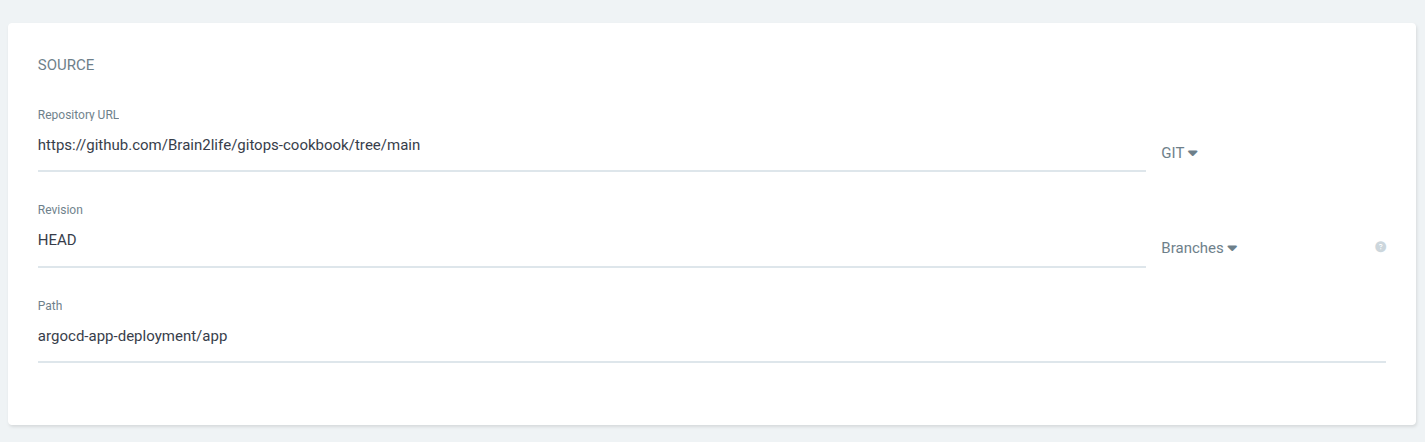 SOURCE
Repository URL
https://github.com/Brain2life/gitops-cookbook/tree/main
GIT
Revision
HEAD
Branches
?
Path
argocd-app-deployment/app